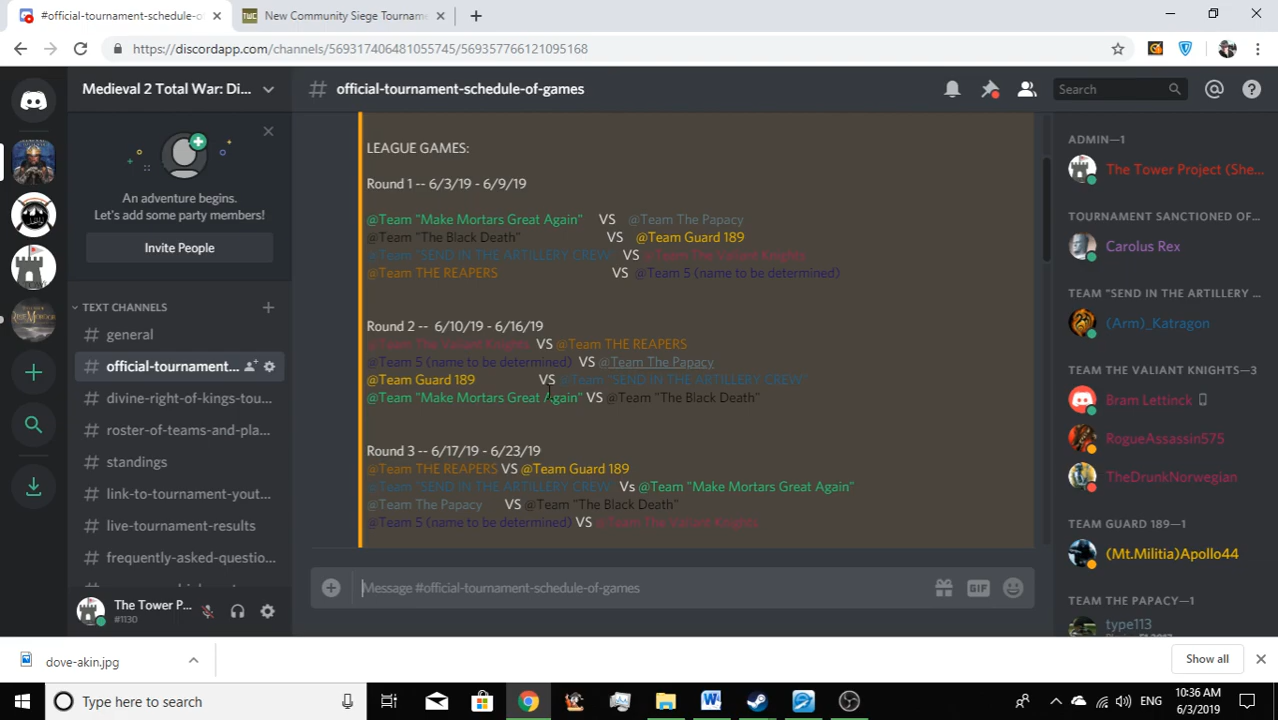 #official-tournament-schedule-of-
New Community Siege Tourname
https://discordapp.com/channels/569317406481055745/569357766121095168
Medieval 2 Total War: Di...
official-tournament-schedule-of-games
Search
An adventure begins.
Let's add some party members!
Invite People
TEXT CHANNELS
general
official-tournament...
divine-right-of-kings-tou...
roster-of-teams-and-pla...
standings
link-to-tournament-yout...
live-tournament-results
frequently-asked-questio...
The Tower P...
#1130
LEAGUE GAMES:
Round 1 -- 6/3/19 - 6/9/19
@Team "Make Mortars Great Again" VS @Team The Papacy
@Team "The Black Death" VS @Team Guard 189
@Team "SEND IN THE ARTILLERY CREW" VS @Team The Valiant Knights
@Team THE REAPERS VS @Team 5 (name to be determined)
Round 2 -- 6/10/19 - 6/16/19
@Team The Valiant Knights VS @Team THE REAPERS
@Team 5 (name to be determined) VS @Team The Papacy
@Team Guard 189 VS @Team "SEND IN THE ARTILLERY CREW"
@Team "Make Mortars Great Again" VS @Team "The Black Death"
Round 3 -- 6/17/19 - 6/23/19
@Team THE REAPERS VS @Team Guard 189
@Team "SEND IN THE ARTILLERY CREW" Vs @Team "Make Mortars Great Again"
@Team The Papacy VS @Team "The Black Death"
@Team 5 (name to be determined) VS @Team The Valiant Knights
Message #official-tournament-schedule-of-games
GIF
ADMIN—1
The Tower Project (She...
TOURNAMENT SANCTIONED OF...
Carolus Rex
TEAM "SEND IN THE ARTILLERY ...
(Arm)_Katragon
TEAM THE VALIANT KNIGHTS—3
Bram Lettinck
RogueAssassin575
TheDrunkNorwegian
TEAM GUARD 189—1
(Mt.Militia)Apollo44
TEAM THE PAPACY—1
type113
dove-akin.jpg
Show all
Type here to search
ENG
10:36 AM
6/3/2019